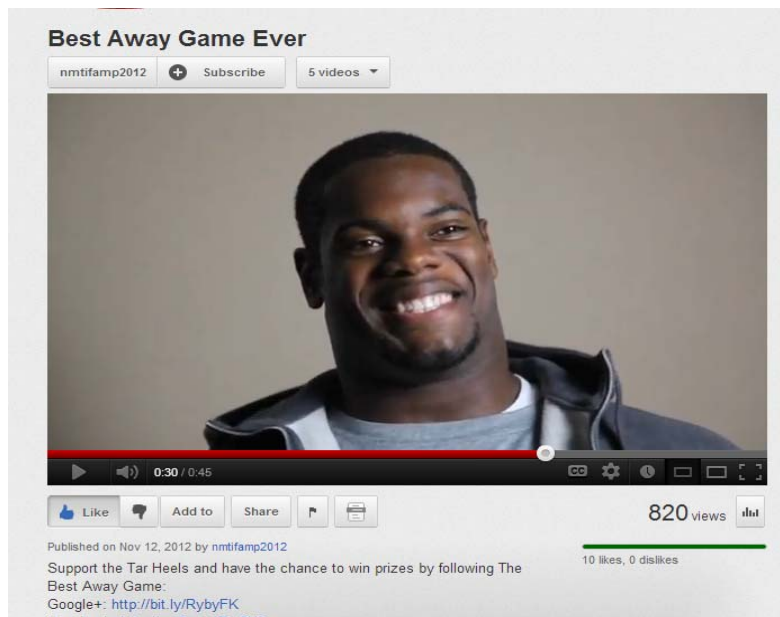 Best Away Game Ever
nmtifamp2012 Subscribe 5 videos
CC
0:30 / 0:45
Like Add to Share 820 views
Published on Nov 12, 2012 by nmtifamp2012
10 likes, 0 dislikes
Support the Tar Heels and have the chance to win prizes by following The
Best Away Game:
Google+: http://bit.ly/RybyFK